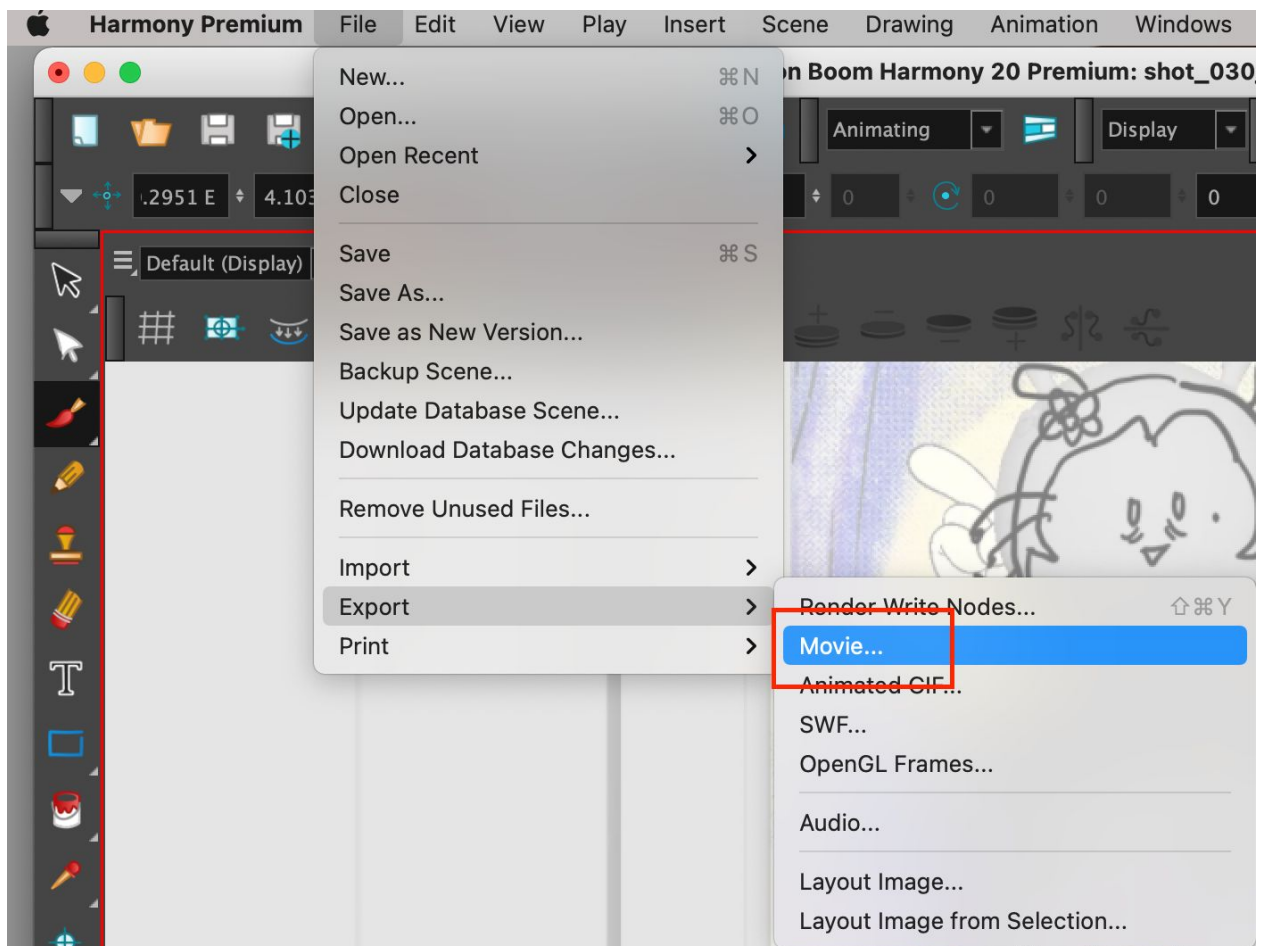 Harmony Premium File Edit View Play Insert Scene Drawing Animation Windows
on Boom Harmony 20 Premium: shot_030
New... ⌘N
Open... ⌘O
Open Recent
Close
Save ⌘S
Save As...
Save as New Version...
Backup Scene...
Update Database Scene...
Download Database Changes...
Remove Unused Files...
Import
Export
Print
Animating
Display
.2951 E
4.103
0
0
0
0
Default (Display)
Render Write Nodes... ⇧⌘Y
Movie...
Animated GIF...
SWF...
OpenGL Frames...
Audio...
Layout Image...
Layout Image from Selection...